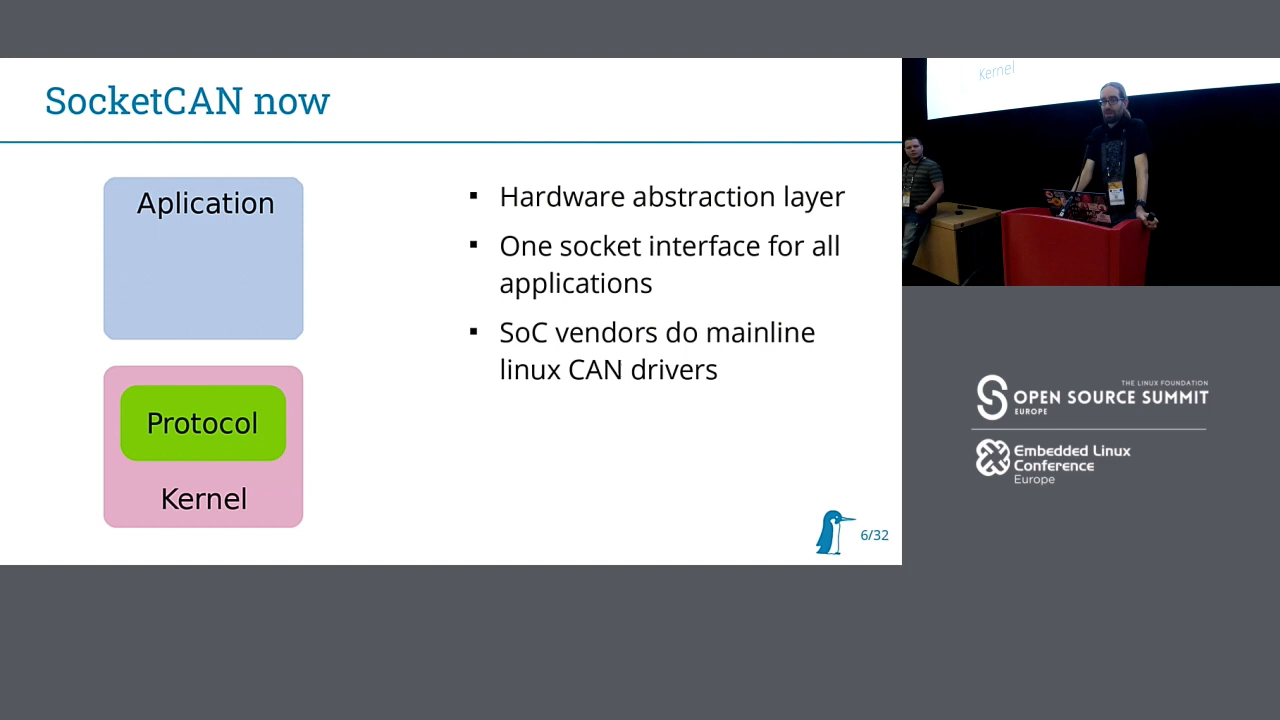 SocketCAN now
Aplication
Protocol
Kernel
▪ Hardware abstraction layer
▪ One socket interface for all
applications
▪ SoC vendors do mainline
linux CAN drivers
6/32
Kernel
THE LINUX FOUNDATION
OPEN SOURCE SUMMIT
EUROPE
Embedded Linux
Conference
Europe